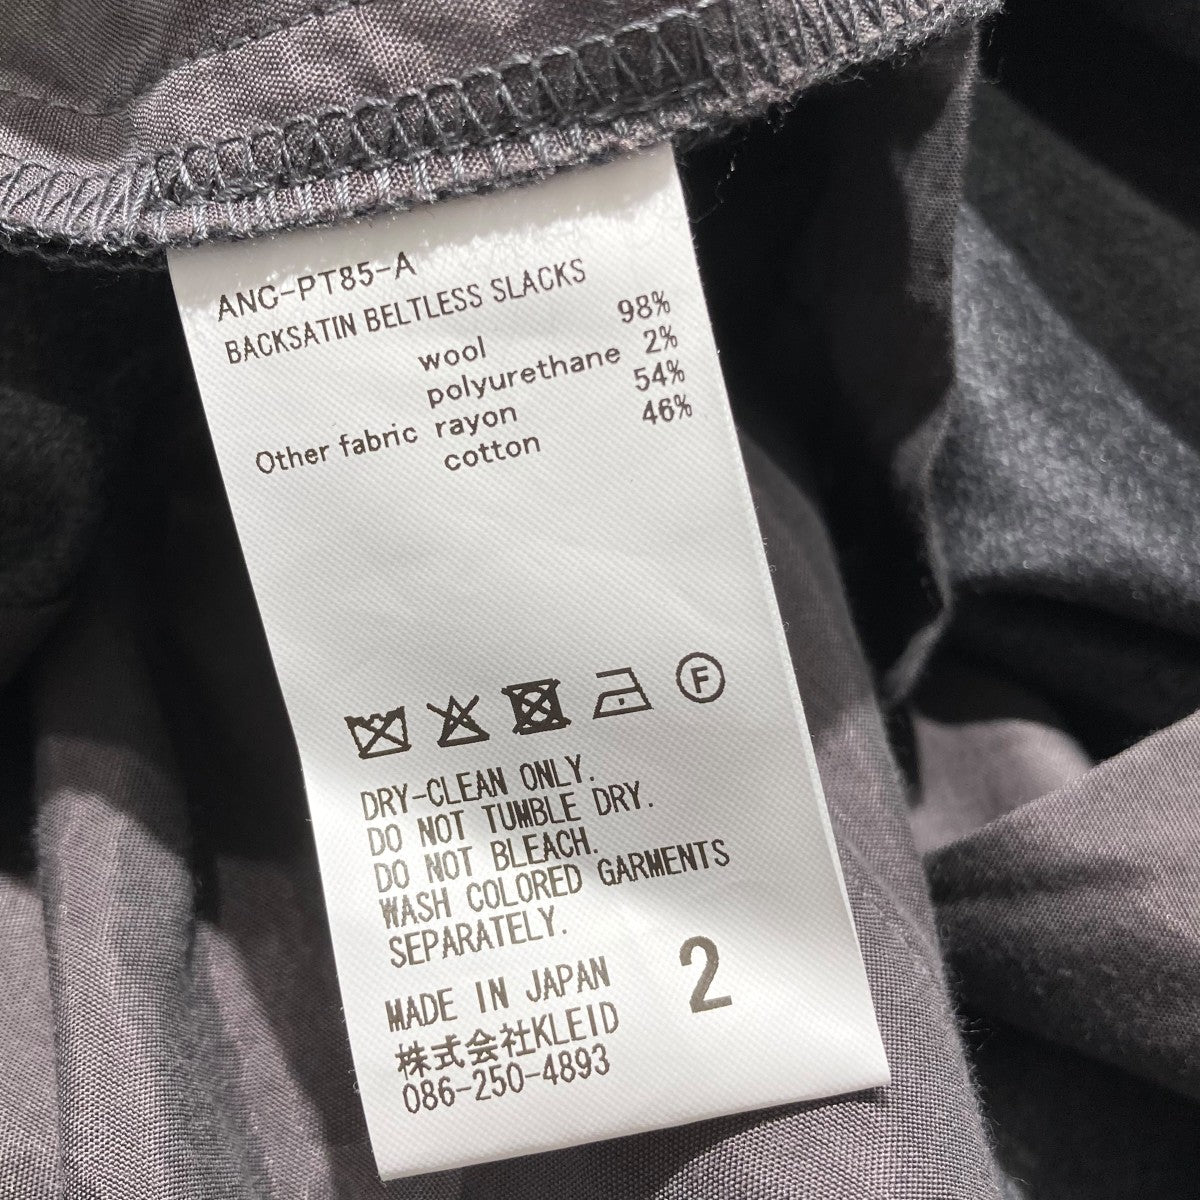 ANC-PT85-A
BACKSATIN BELTLESS SLACKS
wool 98%
polyurethane 2%
Other fabric rayon 54%
cotton 46%
F
DRY-CLEAN ONLY.
DO NOT TUMBLE DRY.
DO NOT BLEACH.
WASH COLORED GARMENTS
SEPARATELY.
MADE IN JAPAN
2
株式会社KLEID
086-250-4893